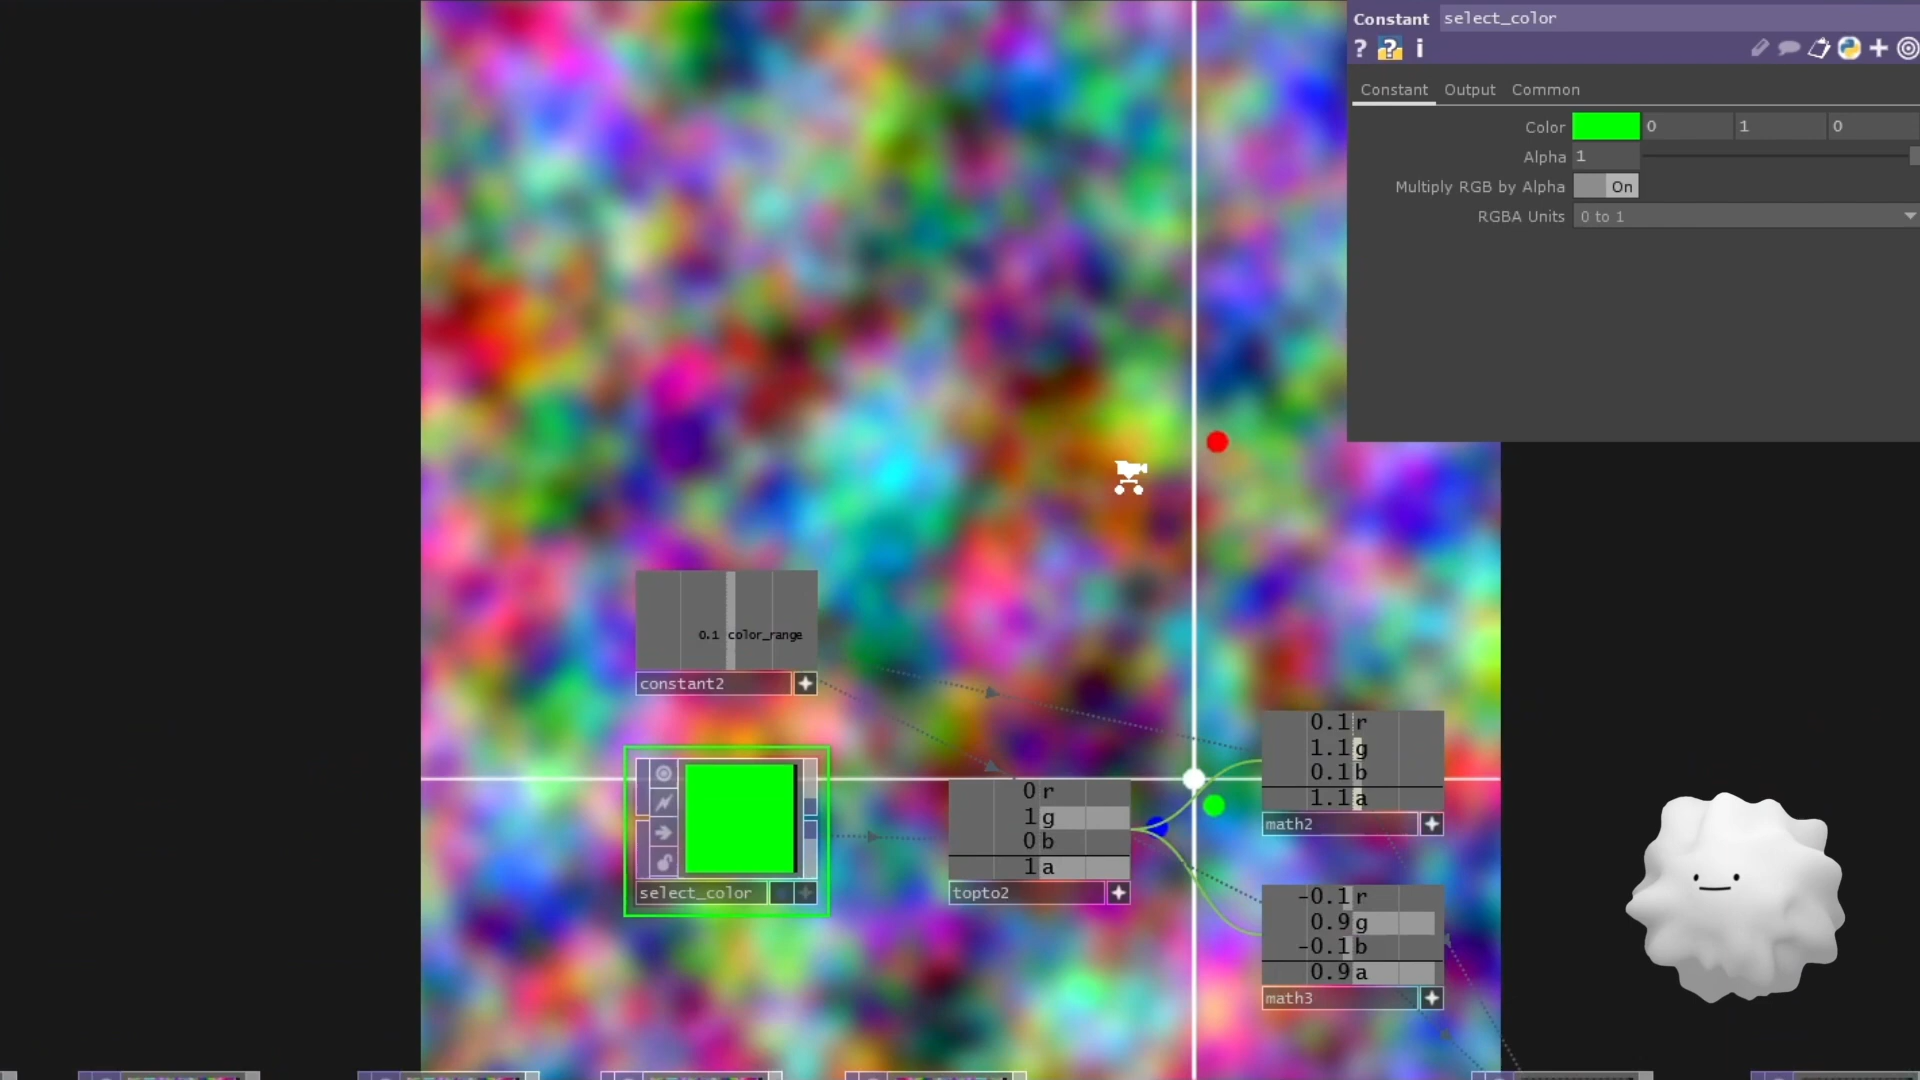 Constant select_color
? ? i
Constant Output Common
Color 0 1 0
Alpha 1
Multiply RGB by Alpha On
RGBA Units 0 to 1
0.1 color_range
constant2
select_color
0 r
1 g
0 b
1 a
topto2
0.1 r
1.1 g
0.1 b
1.1 a
math2
-0.1 r
0.9 g
-0.1 b
0.9 a
math3